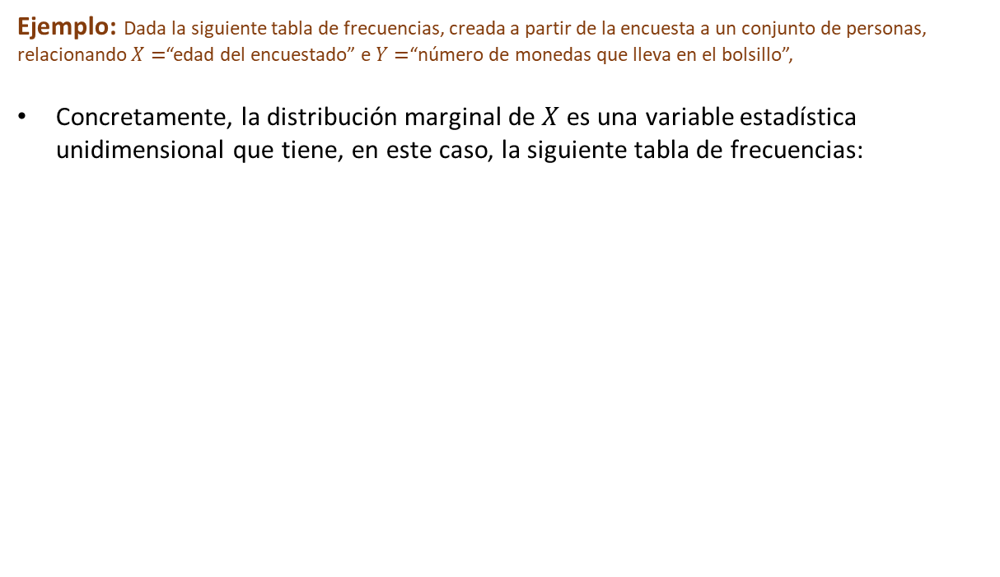 Ejemplo: Dada la siguiente tabla de frecuencias, creada a partir de la encuesta a un conjunto de personas,
relacionando X =“edad del encuestado” e Y =“número de monedas que lleva en el bolsillo”,
• Concretamente, la distribución marginal de X es una variable estadística
unidimensional que tiene, en este caso, la siguiente tabla de frecuencias: